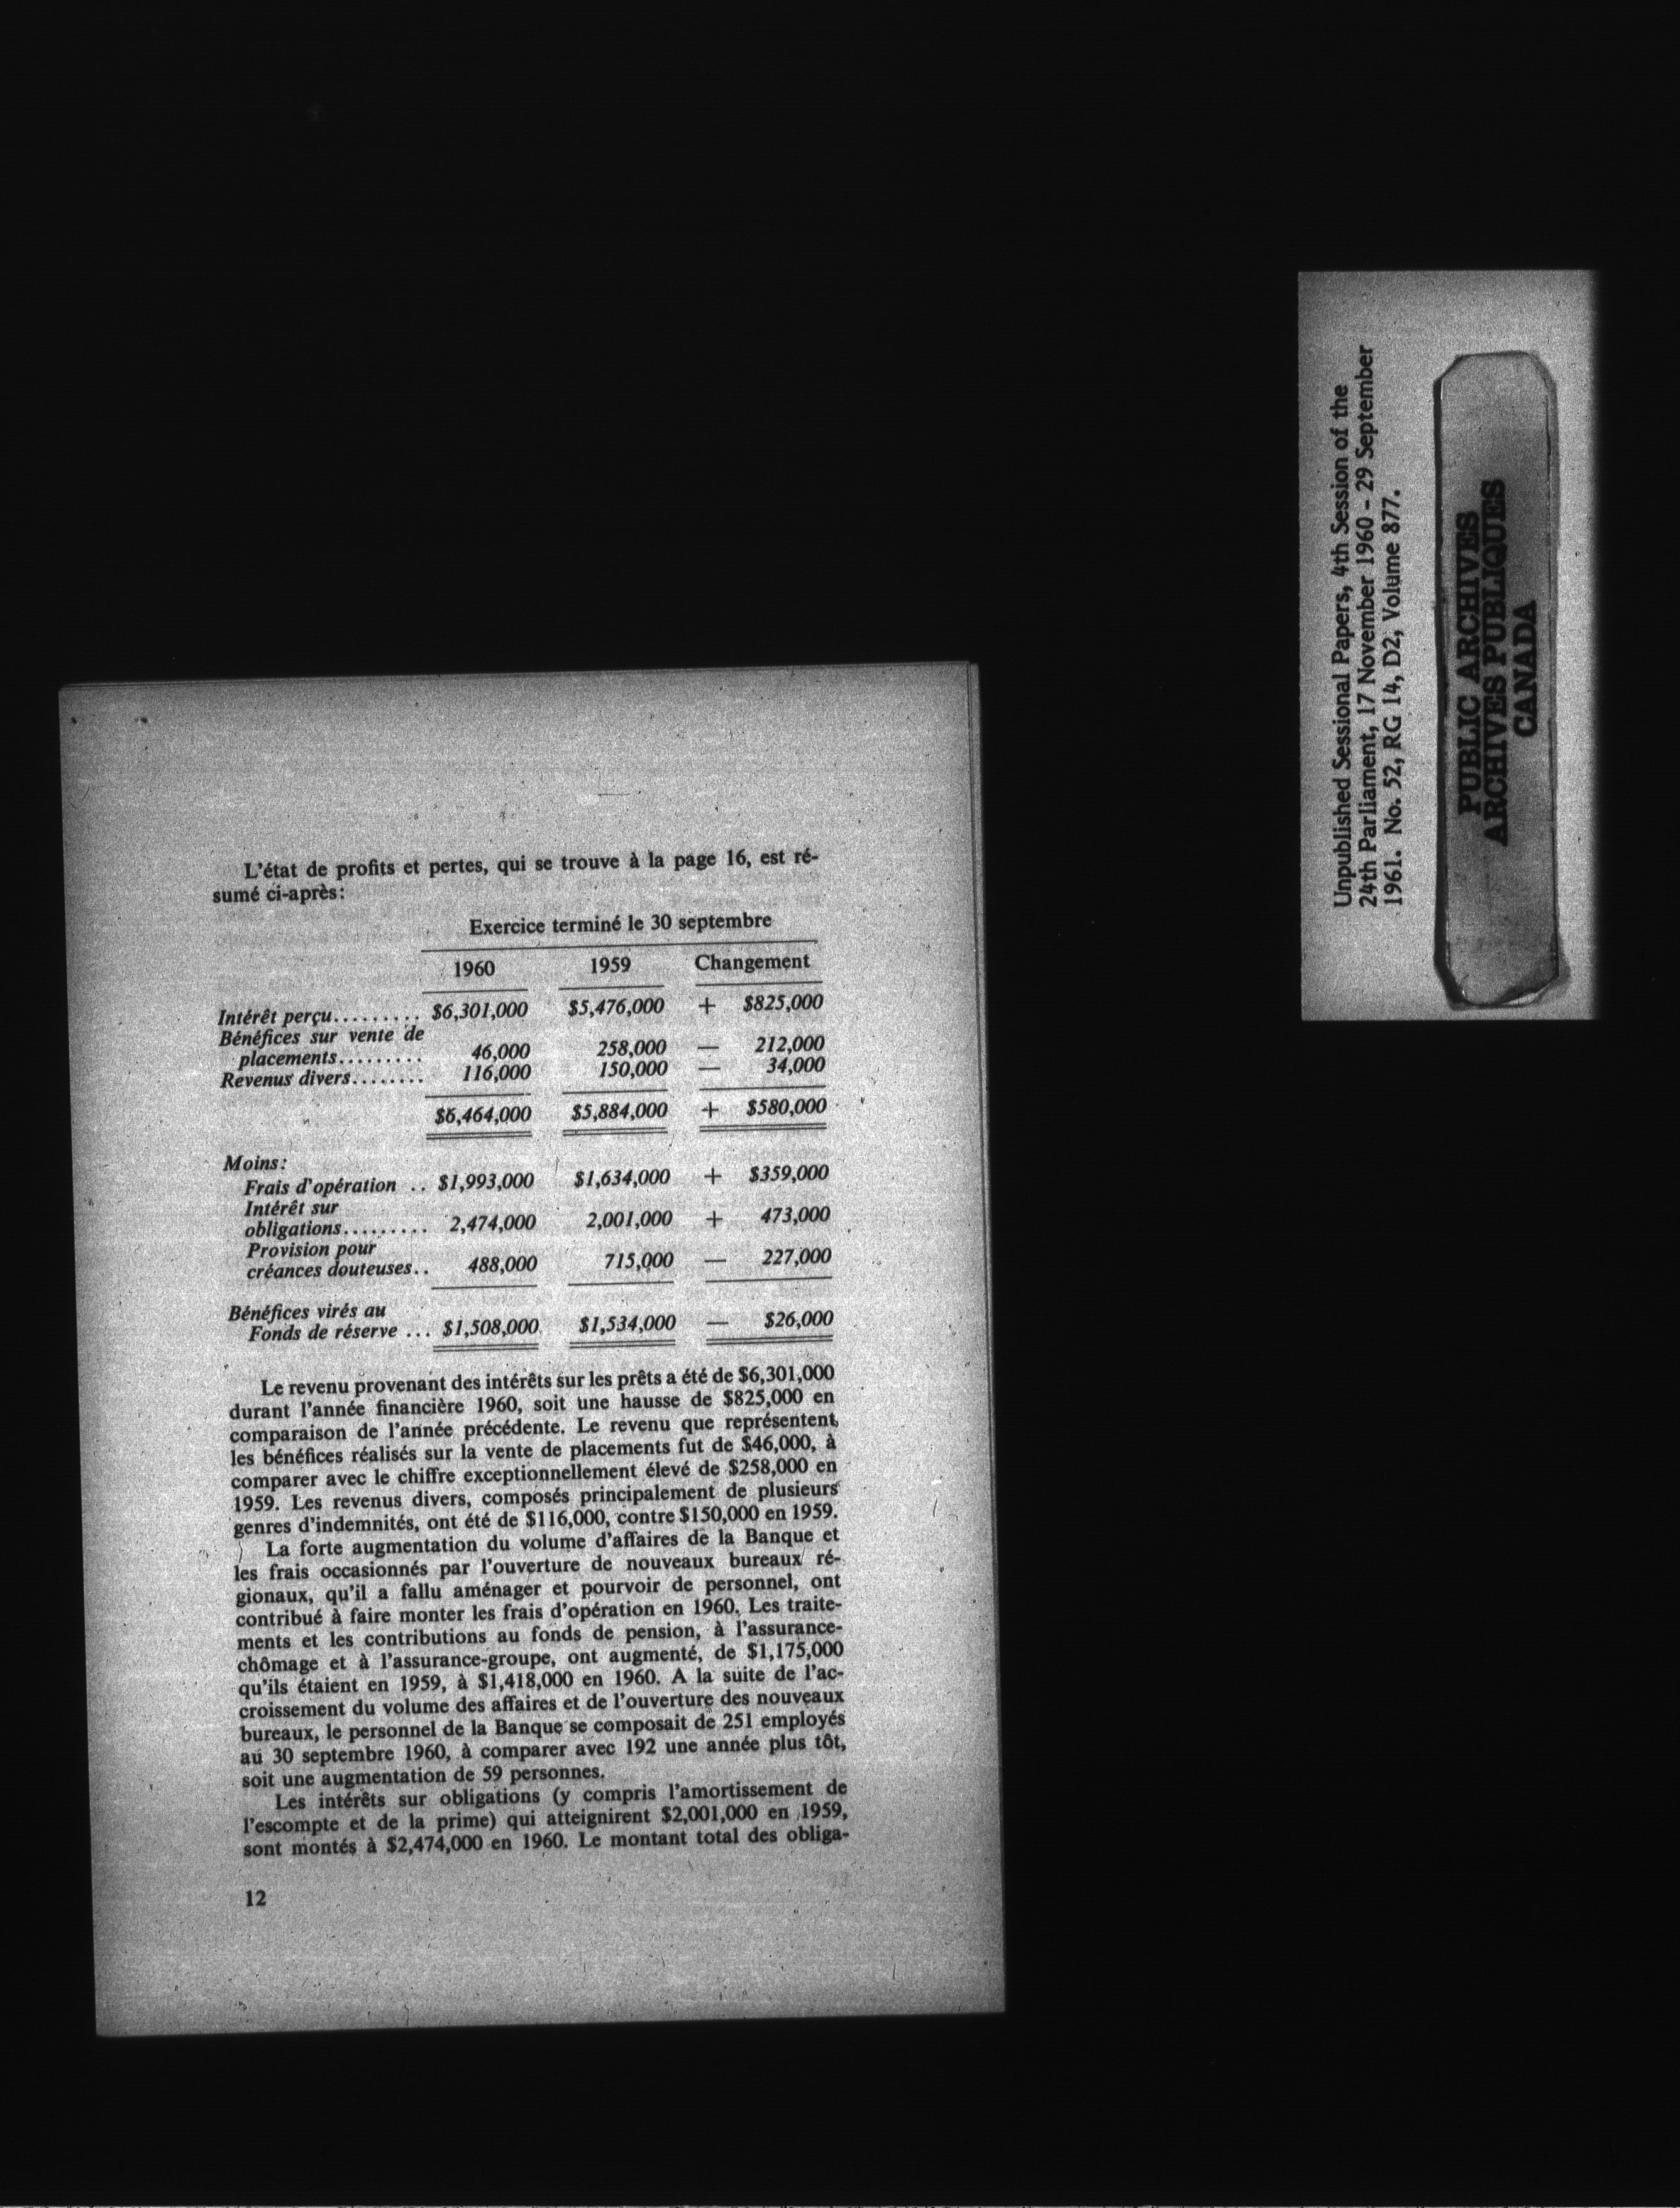 L'état de profits et pertes, qui se trouve à la page 16, est ré-
sumé ci-après:
Exercice terminé le 30 septembre
1960 1959 Changement
Intérêt perçu......... $6,301,000 $5,476,000 + $825,000
Bénéfices sur vente de
placements......... 46,000 258,000 — 212,000
Revenus divers........ 116,000 150,000 — 34,000
$6,464,000 $5,884,000 + $580,000
Moins:
Frais d'opération .. $1,993,000 $1,634,000 + $359,000
Intérêt sur
obligations......... 2,474,000 2,001,000 + 473,000
Provision pour
créances douteuses.. 488,000 715,000 — 227,000
Bénéfices virés au
Fonds de réserve ... $1,508,000 $1,534,000 — $26,000
Le revenu provenant des intérêts sur les prêts a été de $6,301,000
durant l'année financière 1960, soit une hausse de $825,000 en
comparaison de l'année précédente. Le revenu que représentent
les bénéfices réalisés sur la vente de placements fut de $46,000, à
comparer avec le chiffre exceptionnellement élevé de $258,000 en
1959. Les revenus divers, composés principalement de plusieurs
genres d'indemnités, ont été de $116,000, contre $150,000 en 1959.
La forte augmentation du volume d'affaires de la Banque et
les frais occasionnés par l'ouverture de nouveaux bureaux ré-
gionaux, qu'il a fallu aménager et pourvoir de personnel, ont
contribué à faire monter les frais d'opération en 1960. Les traite-
ments et les contributions au fonds de pension, à l'assurance-
chômage et à l'assurance-groupe, ont augmenté, de $1,175,000
qu'ils étaient en 1959, à $1,418,000 en 1960. A la suite de l'ac-
croissement du volume des affaires et de l'ouverture des nouveaux
bureaux, le personnel de la Banque se composait de 251 employés
au 30 septembre 1960, à comparer avec 192 une année plus tôt,
soit une augmentation de 59 personnes.
Les intérêts sur obligations (y compris l'amortissement de
l'escompte et de la prime) qui atteignirent $2,001,000 en 1959,
sont montés à $2,474,000 en 1960. Le montant total des obliga-
12
Unpublished Sessional Papers, 4th Session of the
24th Parliament, 17 November 1960 - 29 September
1961. No. 52, RG 14, D2, Volume 877.
PUBLIC ARCHIVES
ARCHIVES PUBLIQUES
CANADA